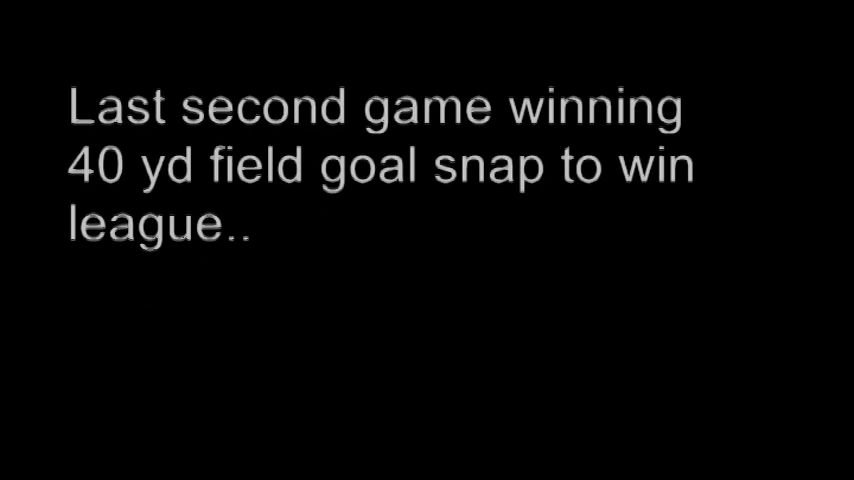 Last second game winning
40 yd field goal snap to win
league..